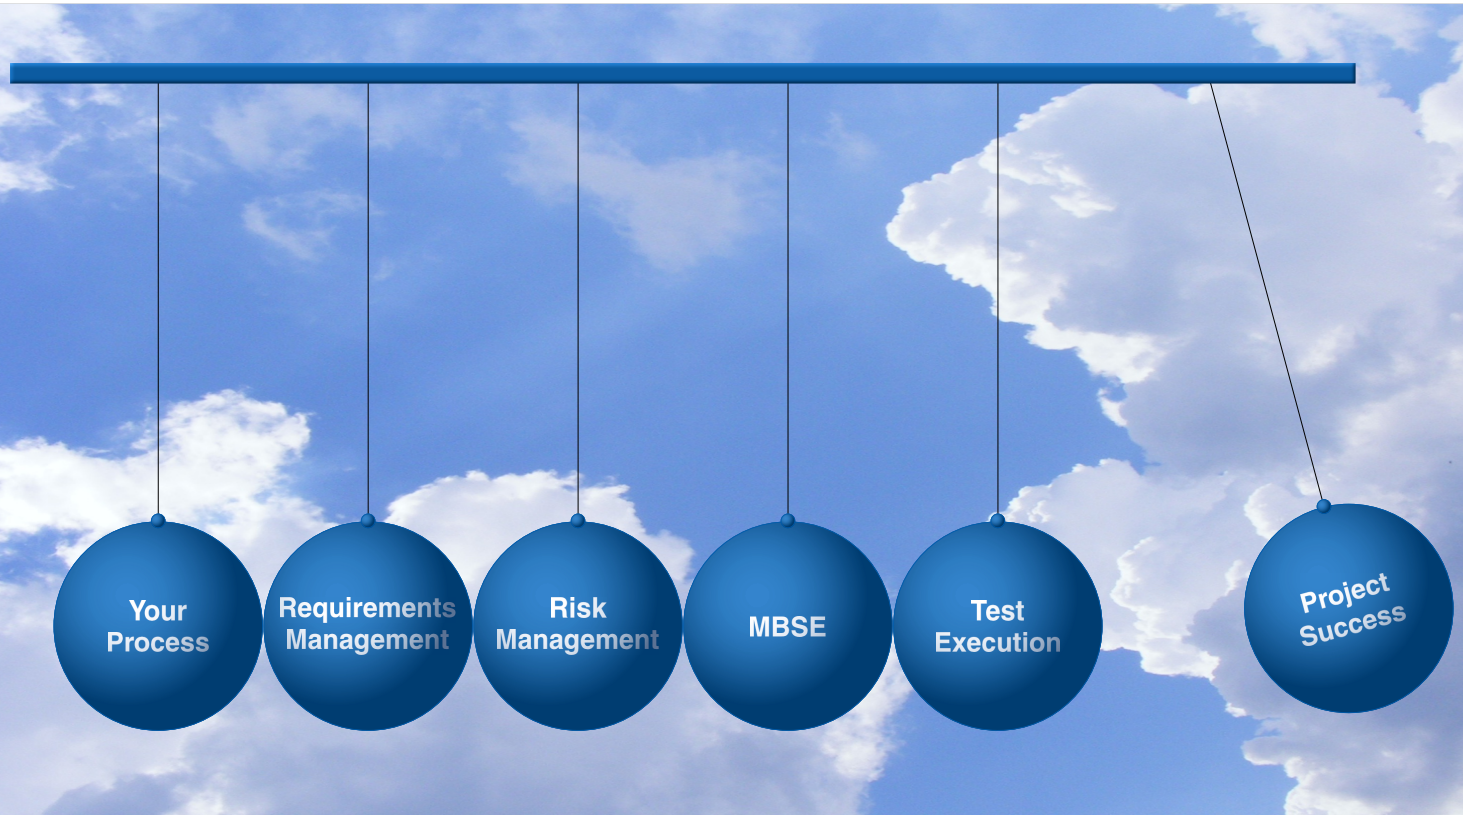 Your
Process
Requirements
Management
Risk
Management
MBSE
Test
Execution
Project
Success